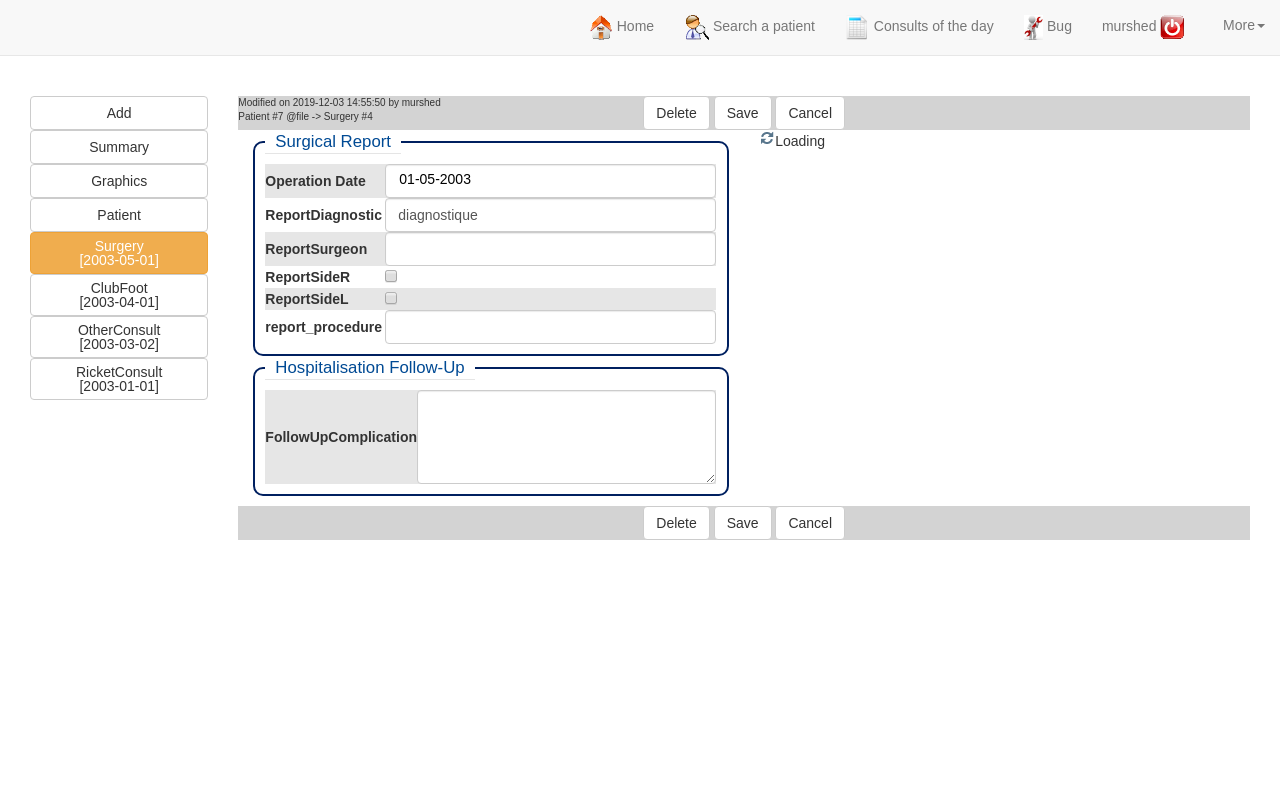 Home
Search a patient
Consults of the day
Bug
murshed
More
Add
Summary
Graphics
Patient
Surgery
[2003-05-01]
ClubFoot
[2003-04-01]
OtherConsult
[2003-03-02]
RicketConsult
[2003-01-01]
Modified on 2019-12-03 14:55:50 by murshed
Patient #7 @file -> Surgery #4
Delete
Save
Cancel
Surgical Report
Operation Date
01-05-2003
ReportDiagnostic
diagnostique
ReportSurgeon
ReportSideR
ReportSideL
report_procedure
Hospitalisation Follow-Up
FollowUpComplication
Loading
Delete
Save
Cancel